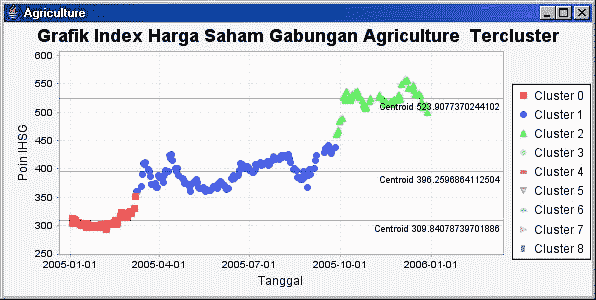 Agriculture
Grafik Index Harga Saham Gabungan Agriculture Tercluster
600
550
500
450
400
350
300
250
Poin IHSG
Centroid 523.9077370244102
Centroid 396.2596864112504
Centroid 309.84078739701886
2005-01-01 2005-04-01 2005-07-01 2005-10-01 2006-01-01
Tanggal
Cluster 0
Cluster 1
Cluster 2
Cluster 3
Cluster 4
Cluster 5
Cluster 6
Cluster 7
Cluster 8